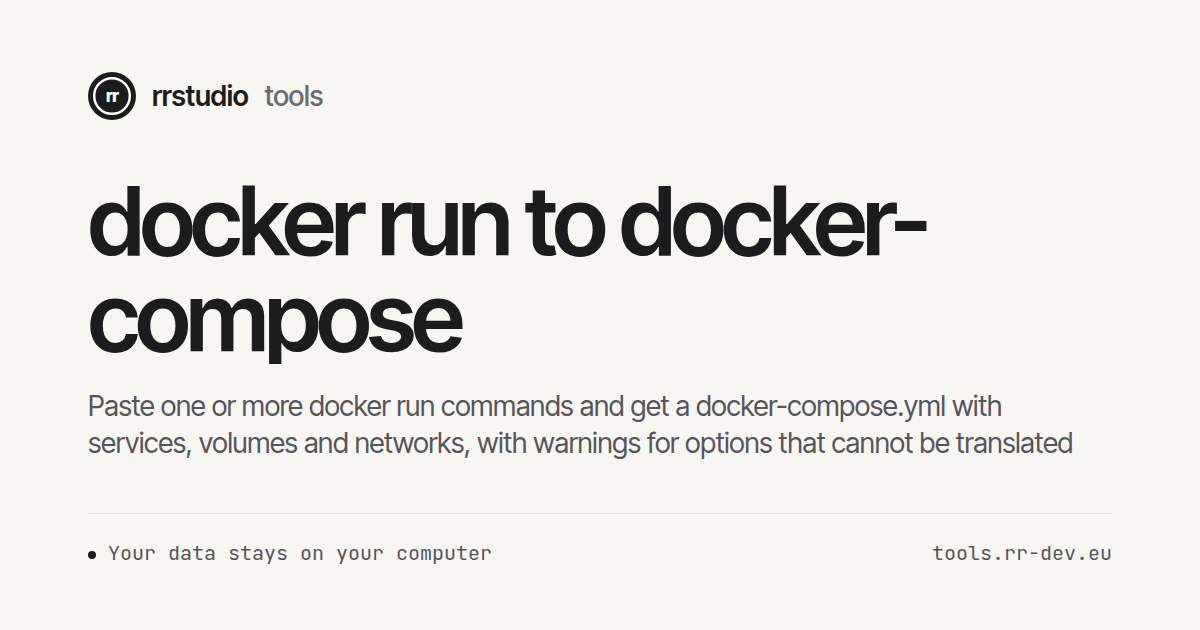 rr rrstudio tools
docker run to docker-
compose
Paste one or more docker run commands and get a docker-compose.yml with
services, volumes and networks, with warnings for options that cannot be translated
Your data stays on your computer
tools.rr-dev.eu